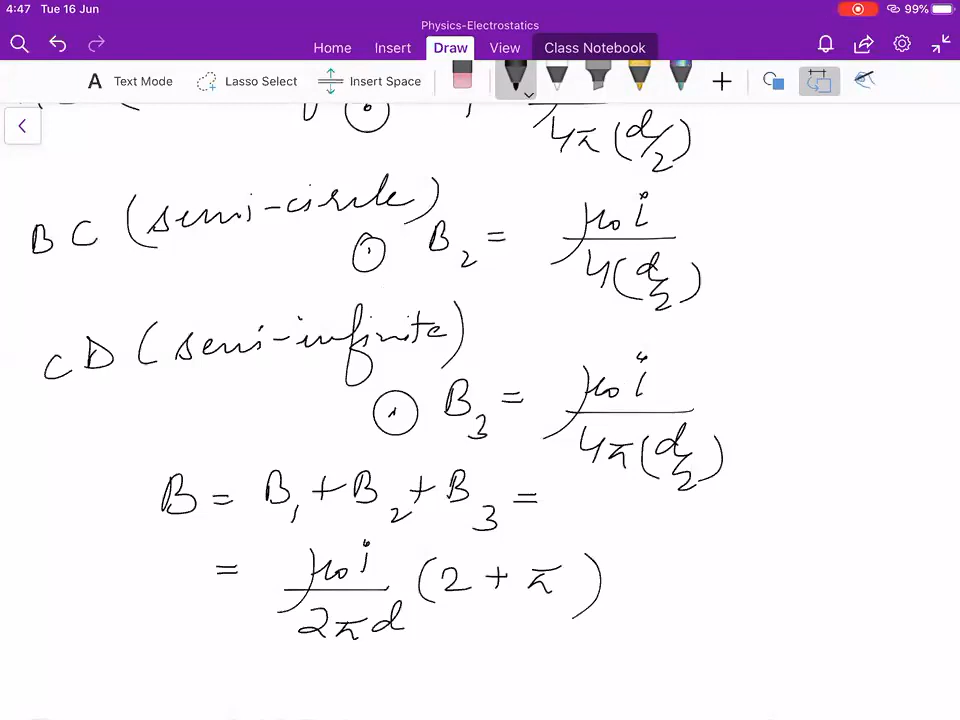 4:47 Tue 16 Jun 99%
Physics-Electrostatics
Home Insert Draw View Class Notebook
A Text Mode Lasso Select Insert Space
4π(d/2)
BC (semi-circle)
B₂ = μ₀i / 4(d/2)
CD (semi-infinite)
B₃ = μ₀i / 4π(d/2)
B = B₁ + B₂ + B₃ =
= μ₀i / 2πd (2 + π)